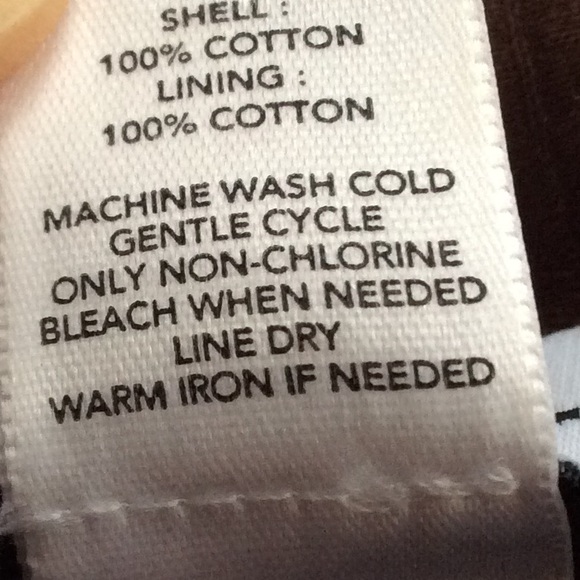 SHELL :
100% COTTON
LINING :
100% COTTON
MACHINE WASH COLD
GENTLE CYCLE
ONLY NON-CHLORINE
BLEACH WHEN NEEDED
LINE DRY
WARM IRON IF NEEDED